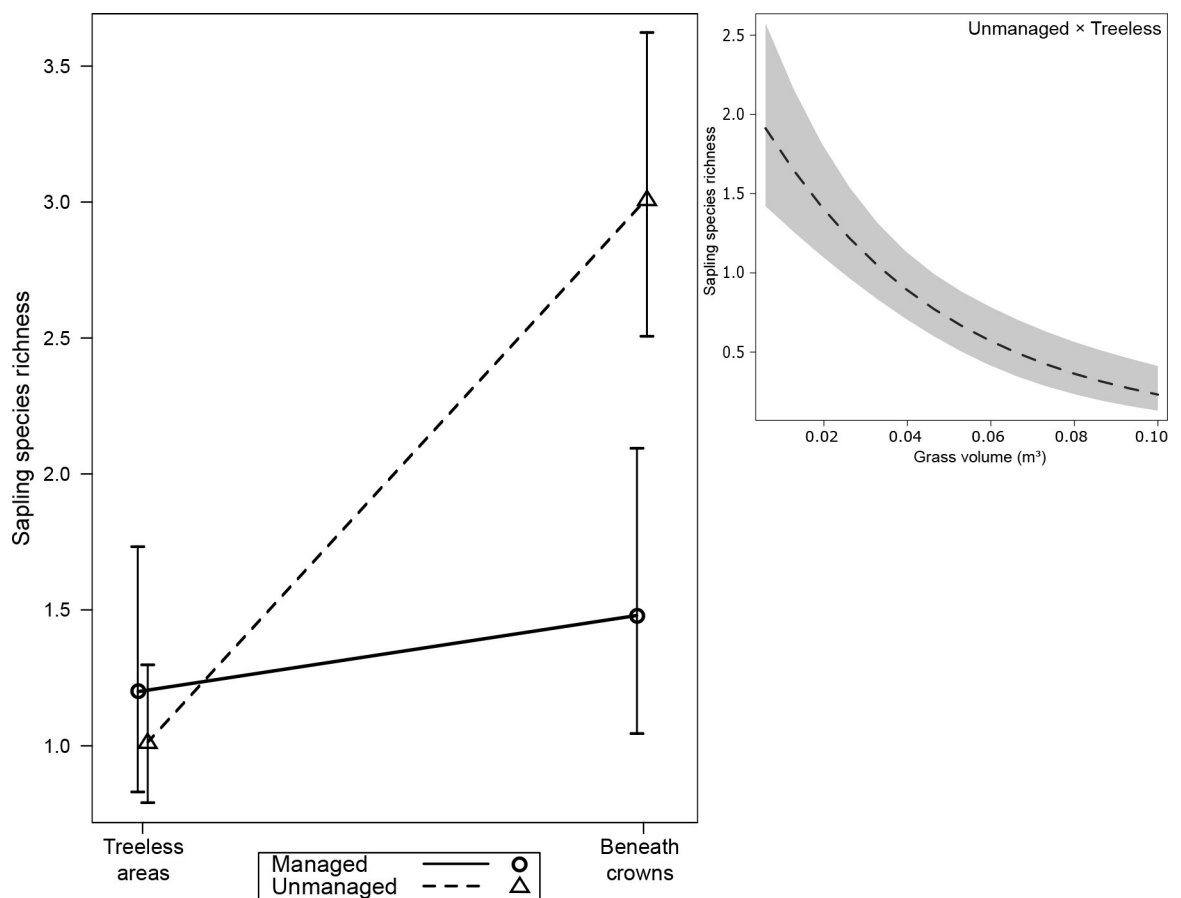 Sapling species richness
3.5
3.0
2.5
2.0
1.5
1.0
Treeless
areas
Beneath
crowns
Managed
Unmanaged
Unmanaged × Treeless
Sapling species richness
2.5
2.0
1.5
1.0
0.5
0.02 0.04 0.06 0.08 0.10
Grass volume (m³)